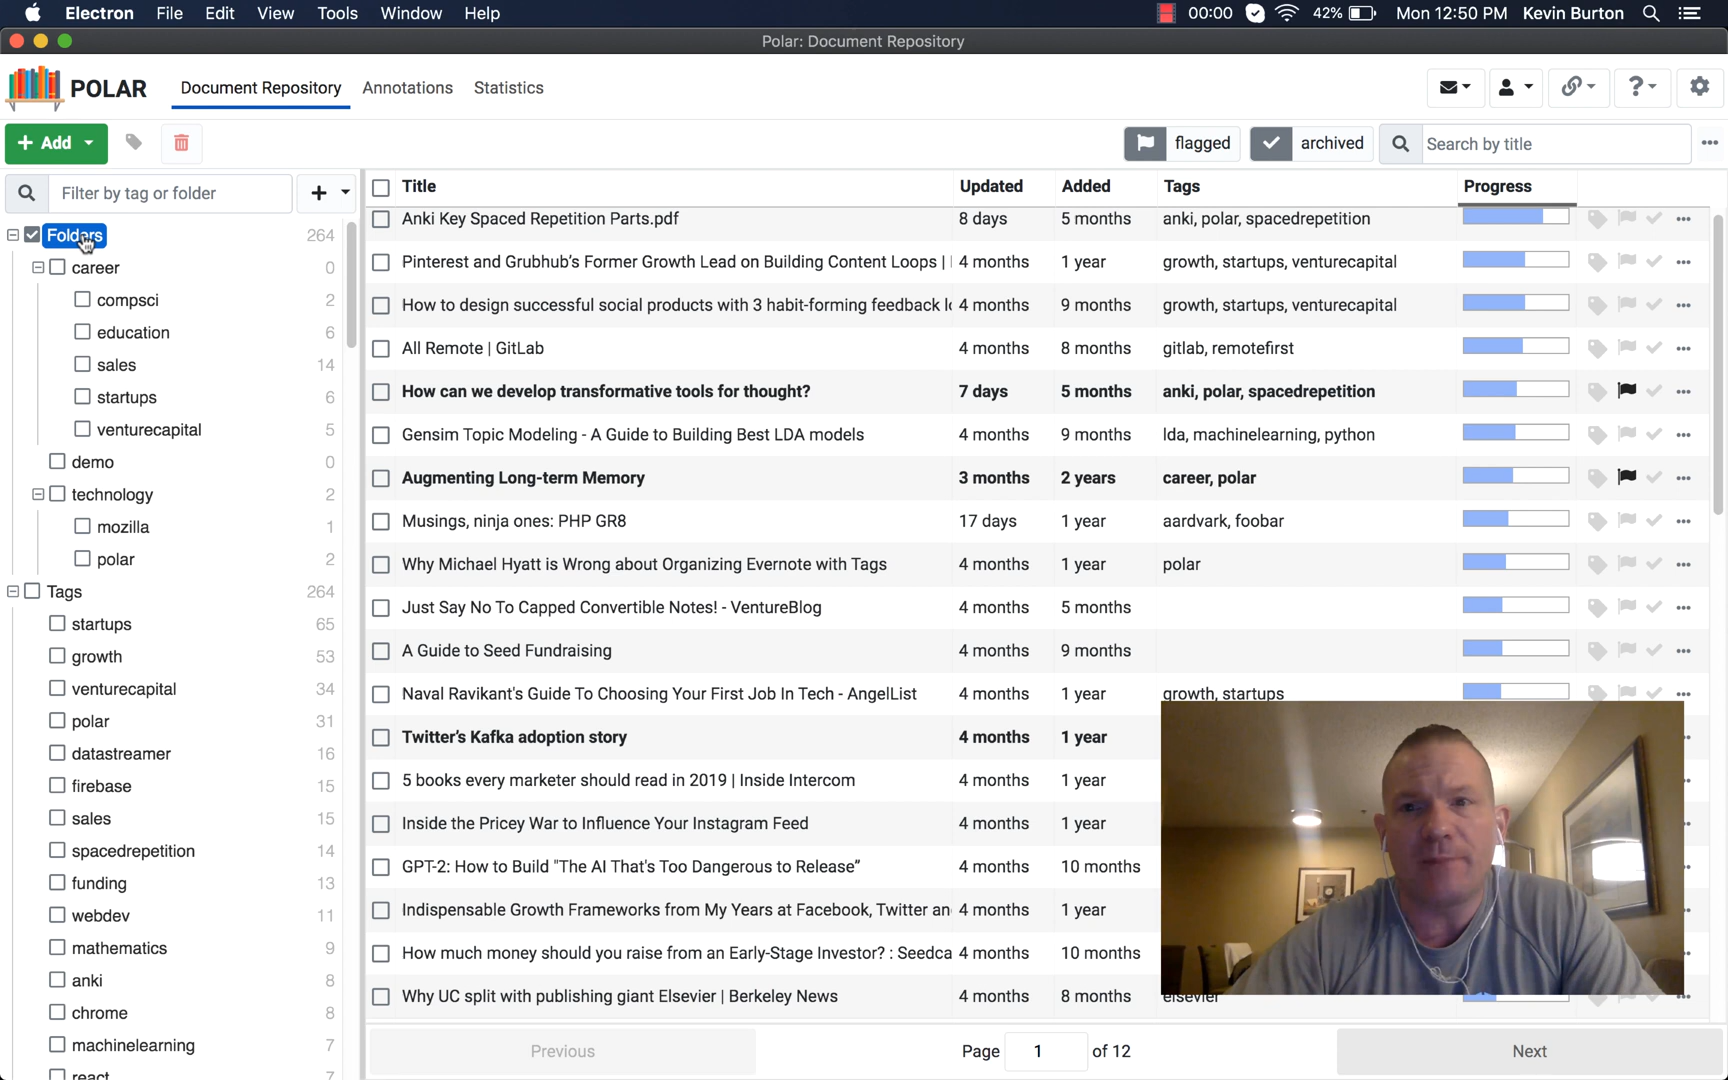 Electron File Edit View Tools Window Help 00:00 42% Mon 12:50 PM Kevin Burton
Polar: Document Repository
POLAR Document Repository Annotations Statistics ?
+ Add flagged archived Search by title
Filter by tag or folder +
Title Updated Added Tags Progress
Folders 264
career 0
compsci 2
education 6
sales 14
startups 6
venturecapital 5
demo 0
technology 2
mozilla 1
polar 2
Tags 264
startups 65
growth 53
venturecapital 34
polar 31
datastreamer 16
firebase 15
sales 15
spacedrepetition 14
funding 13
webdev 11
mathematics 9
anki 8
chrome 8
machinelearning 7
react 7
Anki Key Spaced Repetition Parts.pdf 8 days 5 months anki, polar, spacedrepetition
Pinterest and Grubhub's Former Growth Lead on Building Content Loops | 4 months 1 year growth, startups, venturecapital
How to design successful social products with 3 habit-forming feedback 4 months 9 months growth, startups, venturecapital
All Remote | GitLab 4 months 8 months gitlab, remotefirst
How can we develop transformative tools for thought? 7 days 5 months anki, polar, spacedrepetition
Gensim Topic Modeling - A Guide to Building Best LDA models 4 months 9 months lda, machinelearning, python
Augmenting Long-term Memory 3 months 2 years career, polar
Musings, ninja ones: PHP GR8 17 days 1 year aardvark, foobar
Why Michael Hyatt is Wrong about Organizing Evernote with Tags 4 months 1 year polar
Just Say No To Capped Convertible Notes! - VentureBlog 4 months 5 months
A Guide to Seed Fundraising 4 months 9 months
Naval Ravikant's Guide To Choosing Your First Job In Tech - AngelList 4 months 1 year growth, startups
Twitter's Kafka adoption story 4 months 1 year
5 books every marketer should read in 2019 | Inside Intercom 4 months 1 year
Inside the Pricey War to Influence Your Instagram Feed 4 months 1 year
GPT-2: How to Build "The AI That's Too Dangerous to Release" 4 months 10 months
Indispensable Growth Frameworks from My Years at Facebook, Twitter an 4 months 1 year
How much money should you raise from an Early-Stage Investor? : Seedca 4 months 10 months
Why UC split with publishing giant Elsevier | Berkeley News 4 months 8 months elsevier
Previous Page 1 of 12 Next